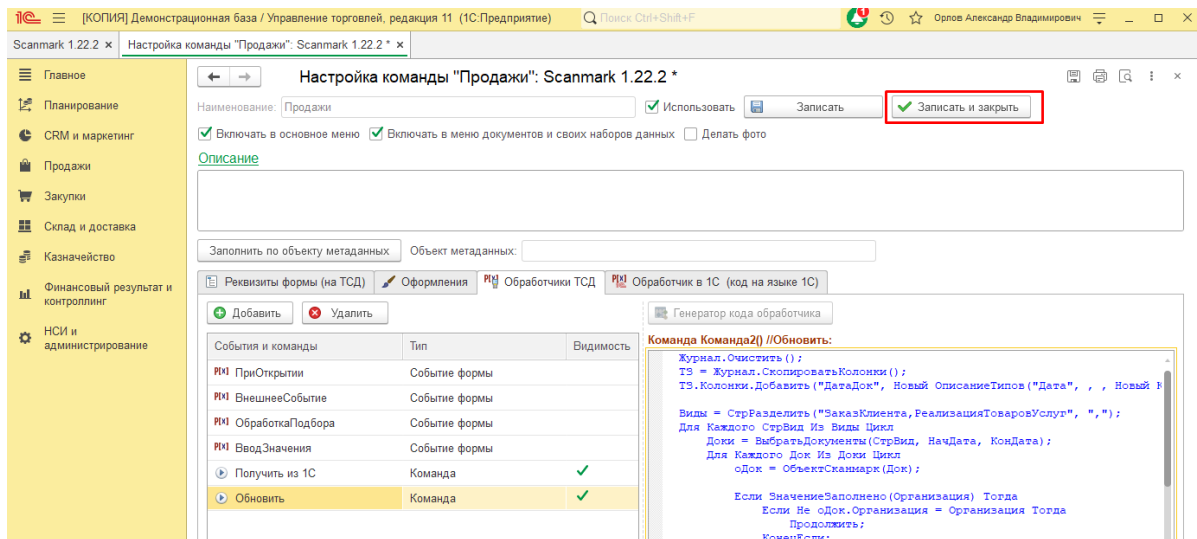 [КОПИЯ] Демонстрационная база / Управление торговлей, редакция 11 (1С:Предприятие)
Поиск Ctrl+Shift+F
Орлов Александр Владимирович
Scanmark 1.22.2 ×
Настройка команды "Продажи": Scanmark 1.22.2 * ×
Главное
Планирование
CRM и маркетинг
Продажи
Закупки
Склад и доставка
Казначейство
Финансовый результат и
контроллинг
НСИ и
администрирование
Настройка команды "Продажи": Scanmark 1.22.2 *
Наименование: Продажи
Использовать
Записать
Записать и закрыть
Включать в основное меню
Включать в меню документов и своих наборов данных
Делать фото
Описание
Заполнить по объекту метаданных
Объект метаданных:
Реквизиты формы (на ТСД)
Оформления
Обработчики ТСД
Обработчик в 1С (код на языке 1С)
Добавить
Удалить
Генератор кода обработчика
События и команды Тип Видимость
ПриОткрытии Событие формы
ВнешнееСобытие Событие формы
ОбработкаПодбора Событие формы
ВводЗначения Событие формы
Получить из 1С Команда
Обновить Команда
Команда Команда2() //Обновить:
Журнал.Очистить();
ТЗ = Журнал.СкопироватьКолонки();
ТЗ.Колонки.Добавить("ДатаДок", Новый ОписаниеТипов("Дата", , , Новый К
Виды = СтрРазделить("ЗаказКлиента,РеализацияТоваровУслуг", ",");
Для Каждого СтрВид Из Виды Цикл
Доки = ВыбратьДокументы(СтрВид, НачДата, КонДата);
Для Каждого Док Из Доки Цикл
оДок = ОбъектСканмарк(Док);
Если ЗначениеЗаполнено(Организация) Тогда
Если Не оДок.Организация = Организация Тогда
Продолжить;
КонецЕсли;